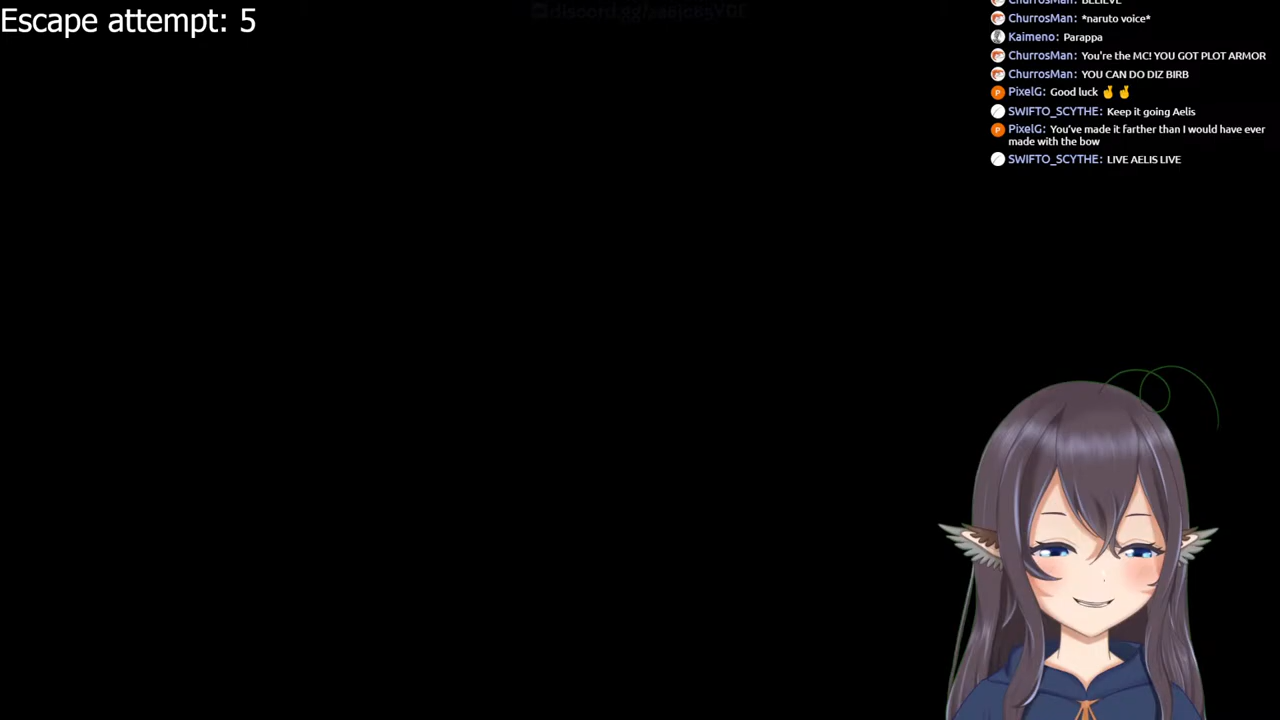 Escape attempt: 5
ChurrosMan: BELIEVE
ChurrosMan: *naruto voice*
Kaimeno: Parappa
ChurrosMan: You're the MC! YOU GOT PLOT ARMOR
ChurrosMan: YOU CAN DO DIZ BIRB
P PixelG: Good luck 🤞 🤞
SWIFTO_SCYTHE: Keep it going Aelis
P PixelG: You've made it farther than I would have ever
made with the bow
SWIFTO_SCYTHE: LIVE AELIS LIVE